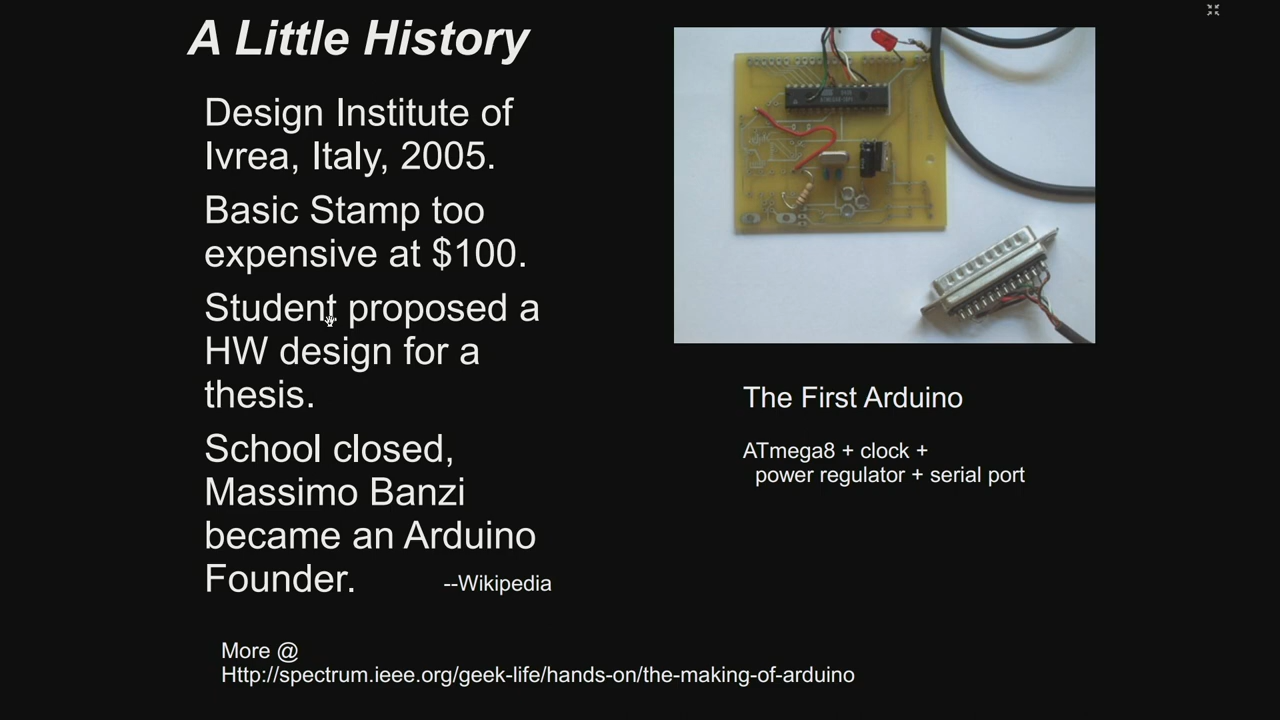 A Little History
Design Institute of
Ivrea, Italy, 2005.
Basic Stamp too
expensive at $100.
Student proposed a
HW design for a
thesis.
School closed,
Massimo Banzi
became an Arduino
Founder.
--Wikipedia
The First Arduino
ATmega8 + clock +
power regulator + serial port
More @
Http://spectrum.ieee.org/geek-life/hands-on/the-making-of-arduino